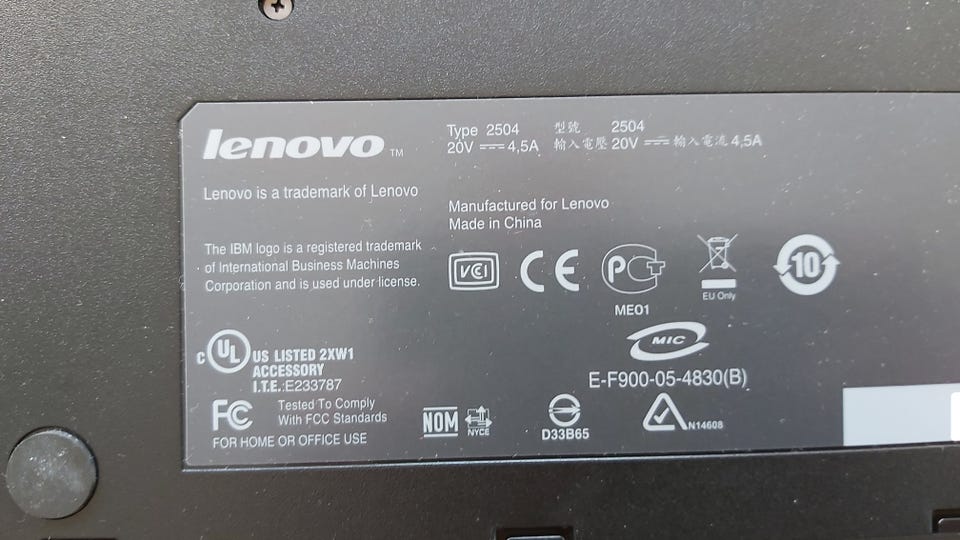 lenovo TM
Type 2504 型號 2504
20V 4,5A 輸入電壓 20V 輸入電流 4,5A
Lenovo is a trademark of Lenovo
Manufactured for Lenovo
Made in China
The IBM logo is a registered trademark
of International Business Machines
Corporation and is used under license.
VCI
CE
PCT
ME01
EU Only
10
MIC
E-F900-05-4830(B)
C UL US LISTED 2XW1
ACCESSORY
I.T.E. E233787
FC Tested To Comply
With FCC Standards
FOR HOME OR OFFICE USE
NOM NYCE
D33B65
N14608